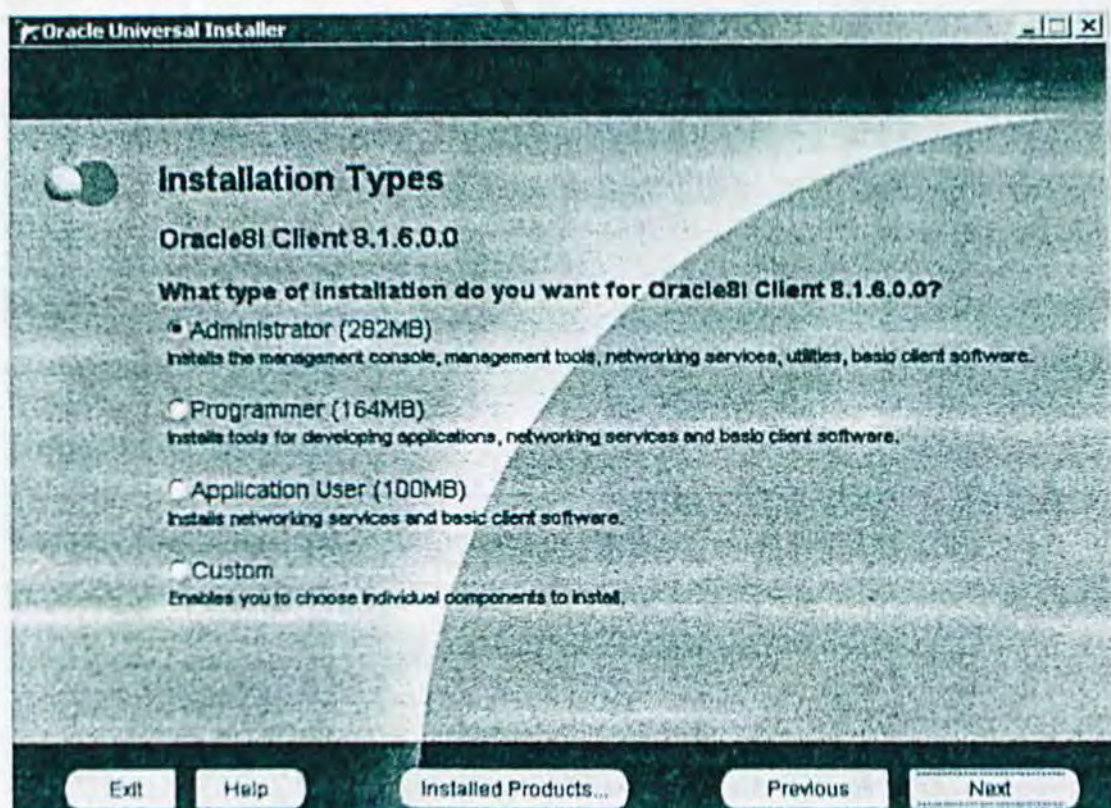 Oracle Universal Installer
Installation Types
Oracle8i Client 8.1.6.0.0
What type of installation do you want for Oracle8i Client 8.1.6.0.0?
Administrator (282MB)
Installs the management console, management tools, networking services, utilities, basic client software.
Programmer (164MB)
Installs tools for developing applications, networking services and basic client software.
Application User (100MB)
Installs networking services and basic client software.
Custom
Enables you to choose individual components to install.
Exit
Help
Installed Products...
Previous
Next